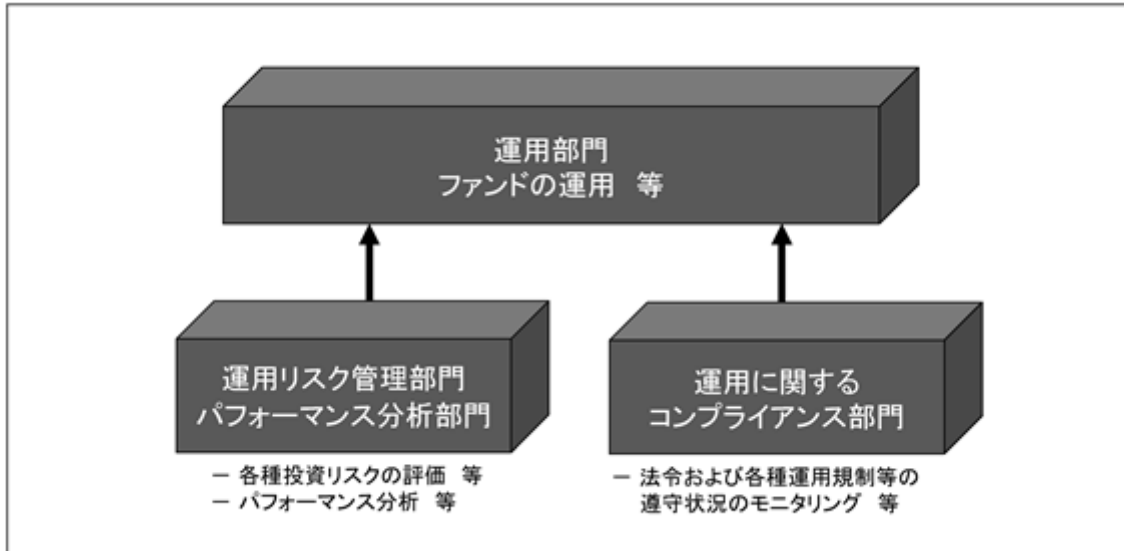 運用部門
ファンドの運用 等
運用リスク管理部門
パフォーマンス分析部門
－ 各種投資リスクの評価 等
－ パフォーマンス分析 等
運用に関する
コンプライアンス部門
－ 法令および各種運用規制等の
遵守状況のモニタリング 等